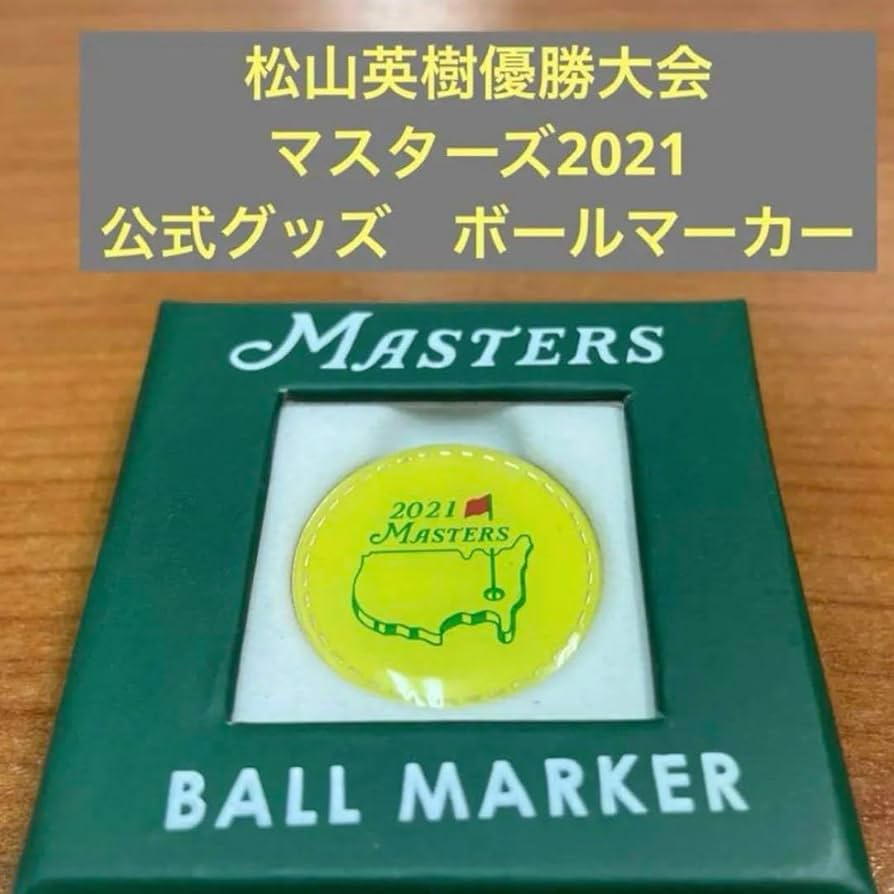 松山英樹優勝大会
マスターズ2021
公式グッズ　ボールマーカー
MASTERS
2021
MASTERS
BALL MARKER